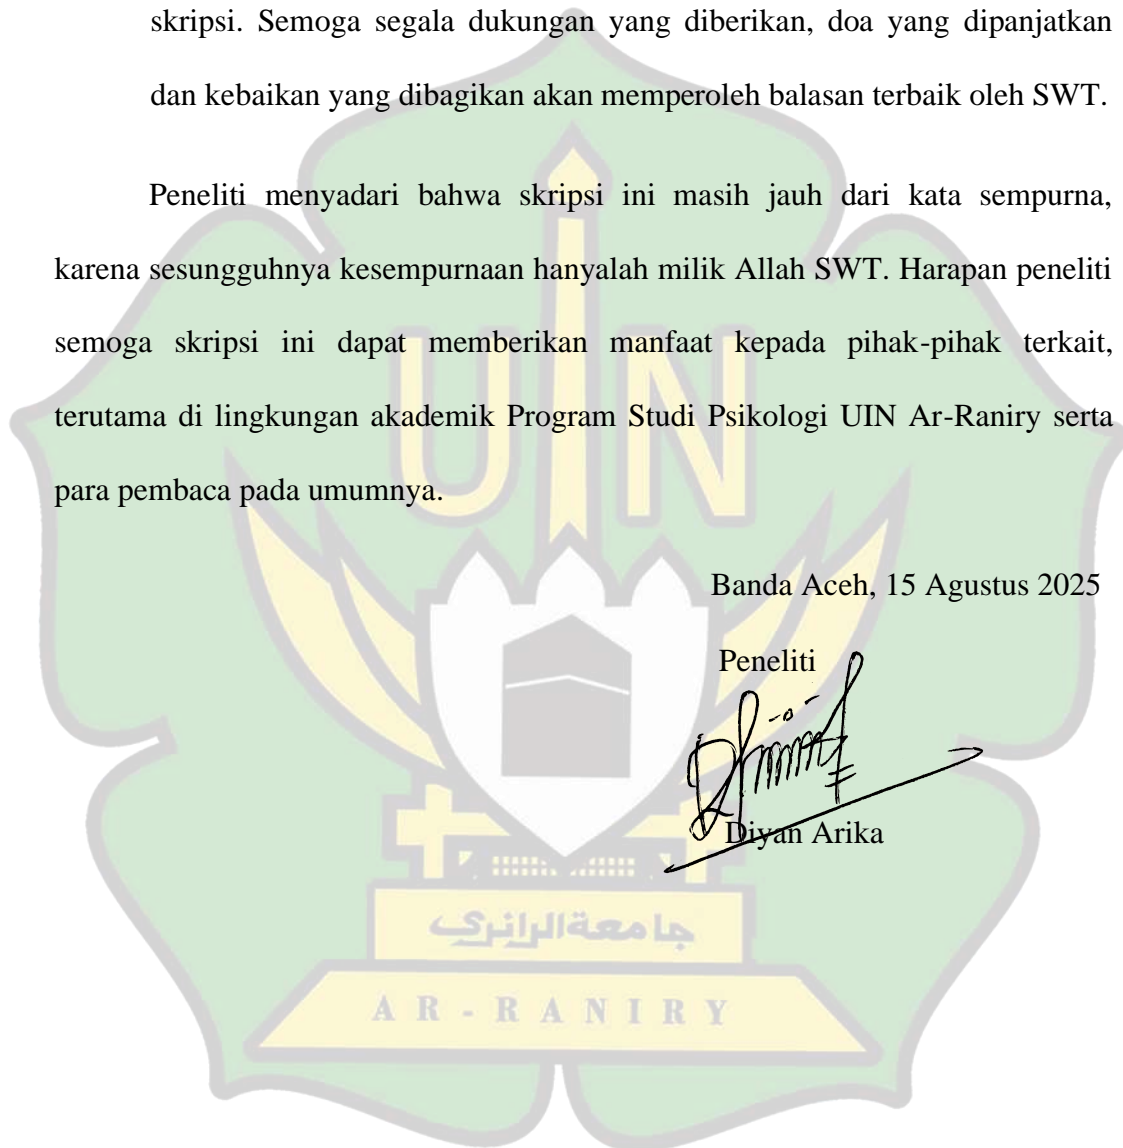 skripsi. Semoga segala dukungan yang diberikan, doa yang dipanjatkan
dan kebaikan yang dibagikan akan memperoleh balasan terbaik oleh SWT.
Peneliti menyadari bahwa skripsi ini masih jauh dari kata sempurna,
karena sesungguhnya kesempurnaan hanyalah milik Allah SWT. Harapan peneliti
semoga skripsi ini dapat memberikan manfaat kepada pihak-pihak terkait,
terutama di lingkungan akademik Program Studi Psikologi UIN Ar-Raniry serta
para pembaca pada umumnya.
UIN
Banda Aceh, 15 Agustus 2025
Peneliti
Diyan Arika
جامعة الرانري
AR-RANIRY